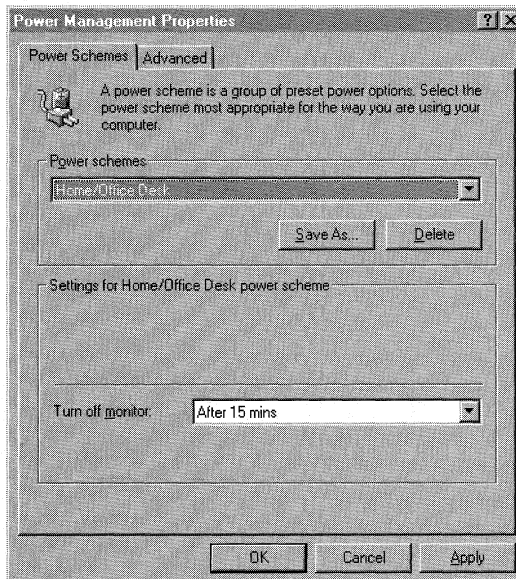 Power Management Properties
Power Schemes Advanced
A power scheme is a group of preset power options. Select the
power scheme most appropriate for the way you are using your
computer.
Power schemes
Home/Office Desk
Save As... Delete
Settings for Home/Office Desk power scheme
Turn off monitor: After 15 mins
OK Cancel Apply